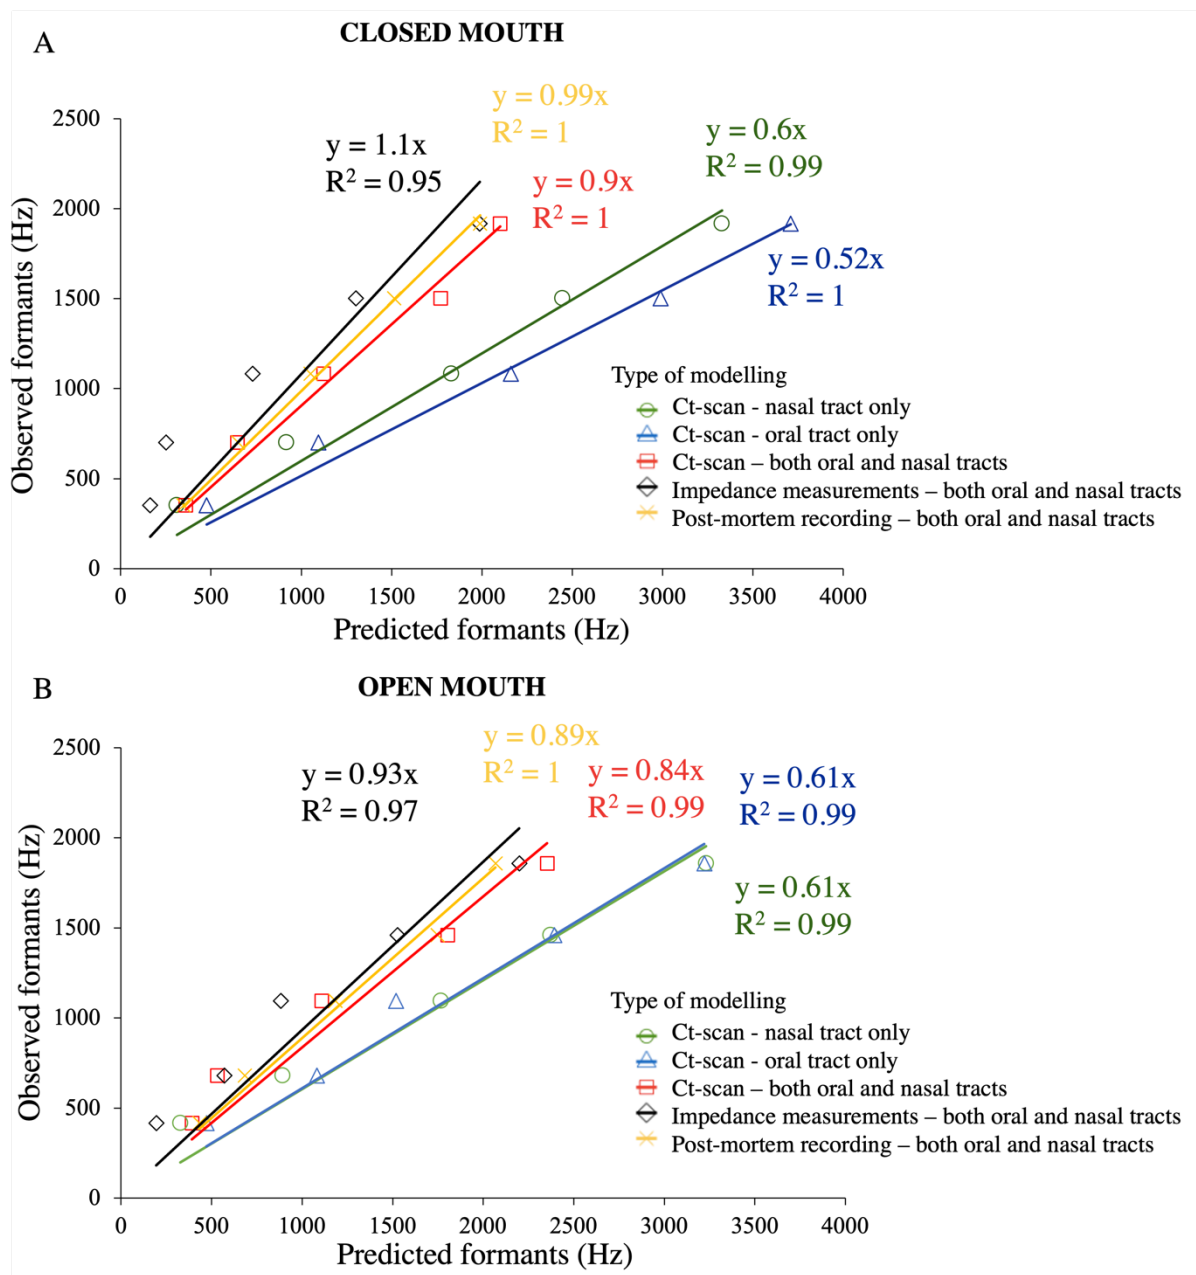 A
CLOSED MOUTH
y = 0.99x
R² = 1
y = 1.1x
R² = 0.95
y = 0.9x
R² = 1
y = 0.6x
R² = 0.99
y = 0.52x
R² = 1
Observed formants (Hz)
2500
2000
1500
1000
500
0
0 500 1000 1500 2000 2500 3000 3500 4000
Predicted formants (Hz)
Type of modelling
Ct-scan - nasal tract only
Ct-scan - oral tract only
Ct-scan – both oral and nasal tracts
Impedance measurements – both oral and nasal tracts
Post-mortem recording – both oral and nasal tracts
B
OPEN MOUTH
y = 0.89x
R² = 1
y = 0.93x
R² = 0.97
y = 0.84x
R² = 0.99
y = 0.61x
R² = 0.99
y = 0.61x
R² = 0.99
Observed formants (Hz)
2500
2000
1500
1000
500
0
0 500 1000 1500 2000 2500 3000 3500 4000
Predicted formants (Hz)
Type of modelling
Ct-scan - nasal tract only
Ct-scan - oral tract only
Ct-scan – both oral and nasal tracts
Impedance measurements – both oral and nasal tracts
Post-mortem recording – both oral and nasal tracts